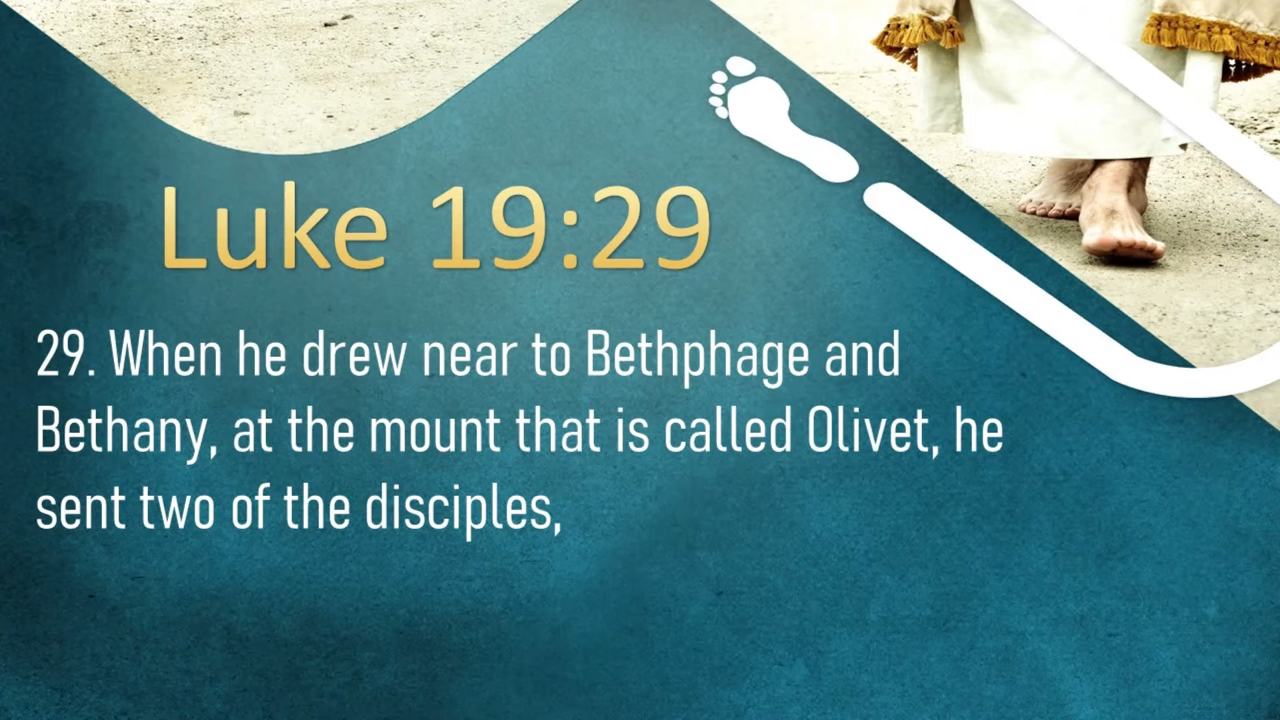 Luke 19:29
29. When he drew near to Bethphage and
Bethany, at the mount that is called Olivet, he
sent two of the disciples,